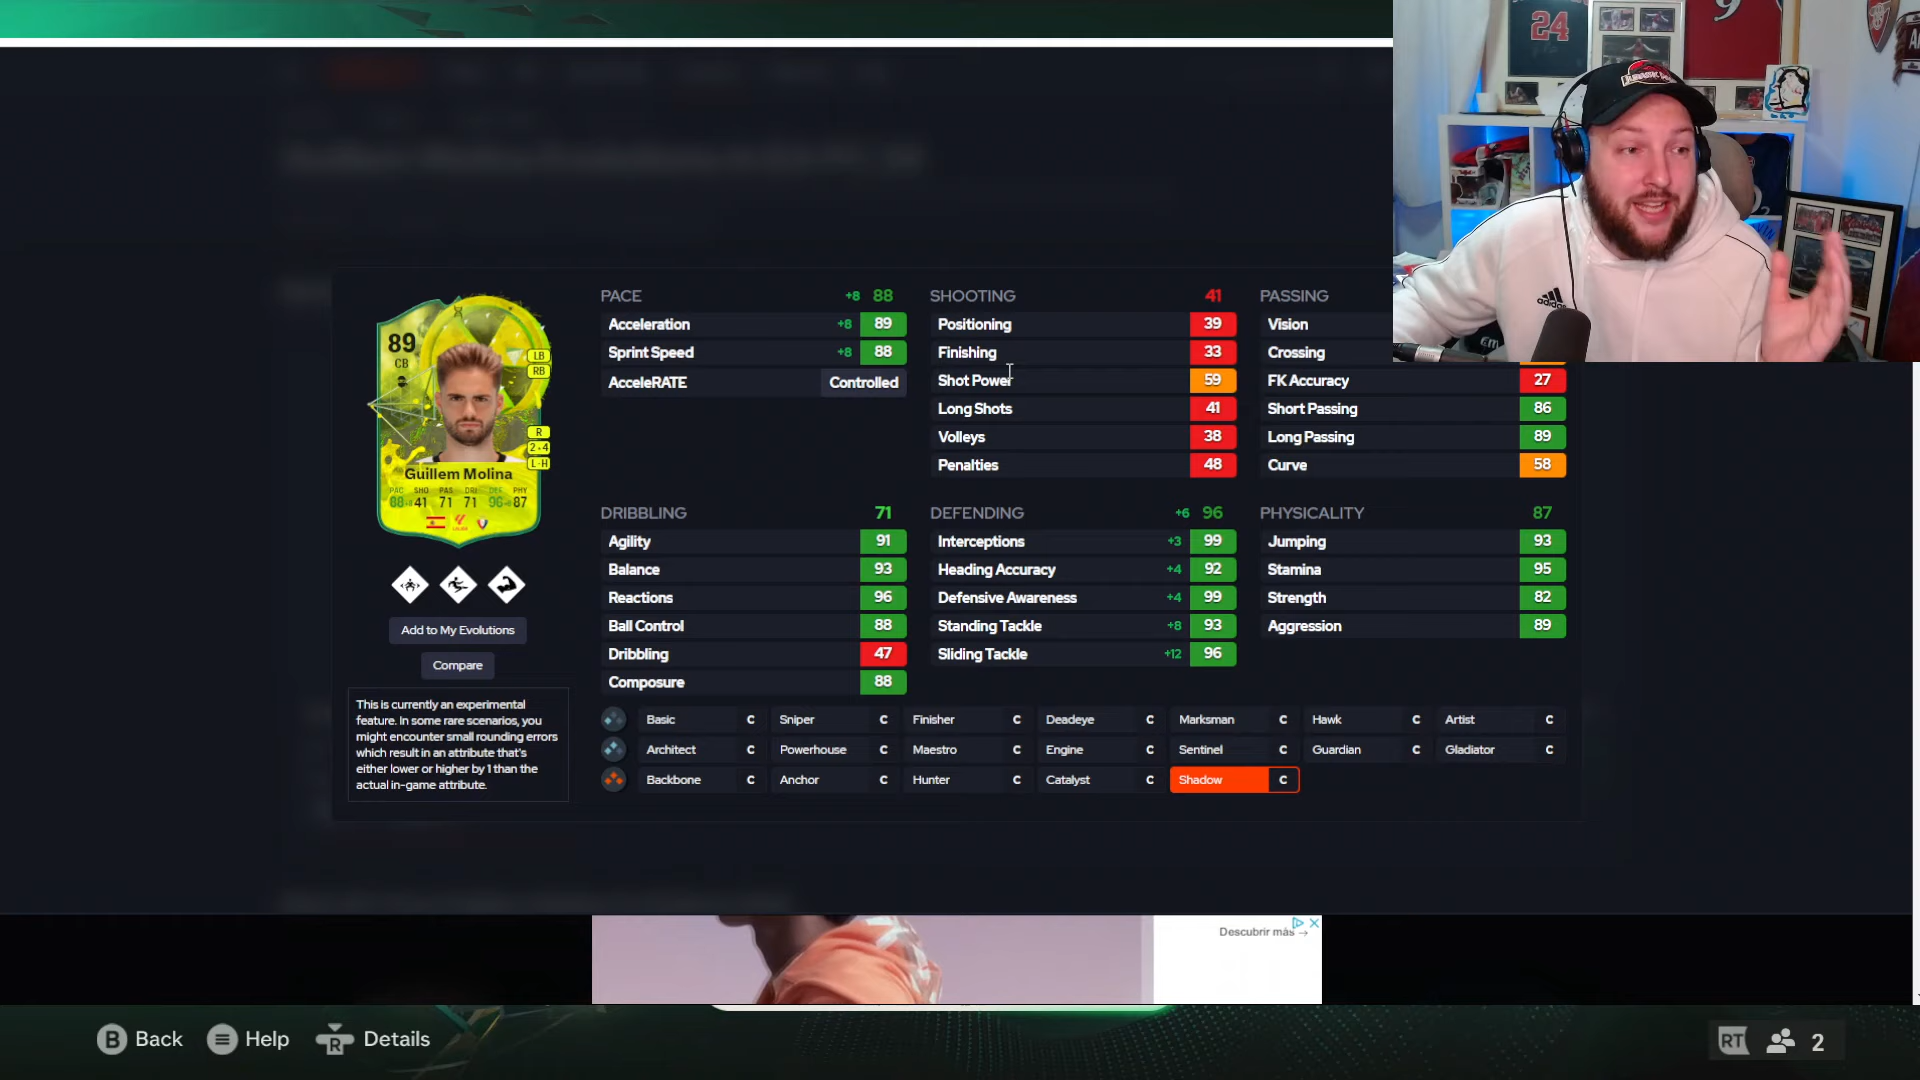 24
9
JURASSIC PARK
adidas
89
CB
LB
RB
R
2-4
L-H
Guillem Molina
PAC SHO PAS DRI DEF PHY
88+8 41 71 71 96+6 87
Add to My Evolutions
Compare
This is currently an experimental
feature. In some rare scenarios, you
might encounter small rounding errors
which result in an attribute that's
either lower or higher by 1 than the
actual in-game attribute.
PACE +8 88
Acceleration +8 89
Sprint Speed +8 88
AcceleRATE Controlled
SHOOTING 41
Positioning 39
Finishing 33
Shot Power 59
Long Shots 41
Volleys 38
Penalties 48
PASSING
Vision
Crossing
FK Accuracy 27
Short Passing 86
Long Passing 89
Curve 58
DRIBBLING 71
Agility 91
Balance 93
Reactions 96
Ball Control 88
Dribbling 47
Composure 88
DEFENDING +6 96
Interceptions +3 99
Heading Accuracy +4 92
Defensive Awareness +4 99
Standing Tackle +8 93
Sliding Tackle +12 96
PHYSICALITY 87
Jumping 93
Stamina 95
Strength 82
Aggression 89
Basic C Sniper C Finisher C Deadeye C Marksman C Hawk C Artist C
Architect C Powerhouse C Maestro C Engine C Sentinel C Guardian C Gladiator C
Backbone C Anchor C Hunter C Catalyst C Shadow C
Descubrir más →
B Back Help R Details
RT 2